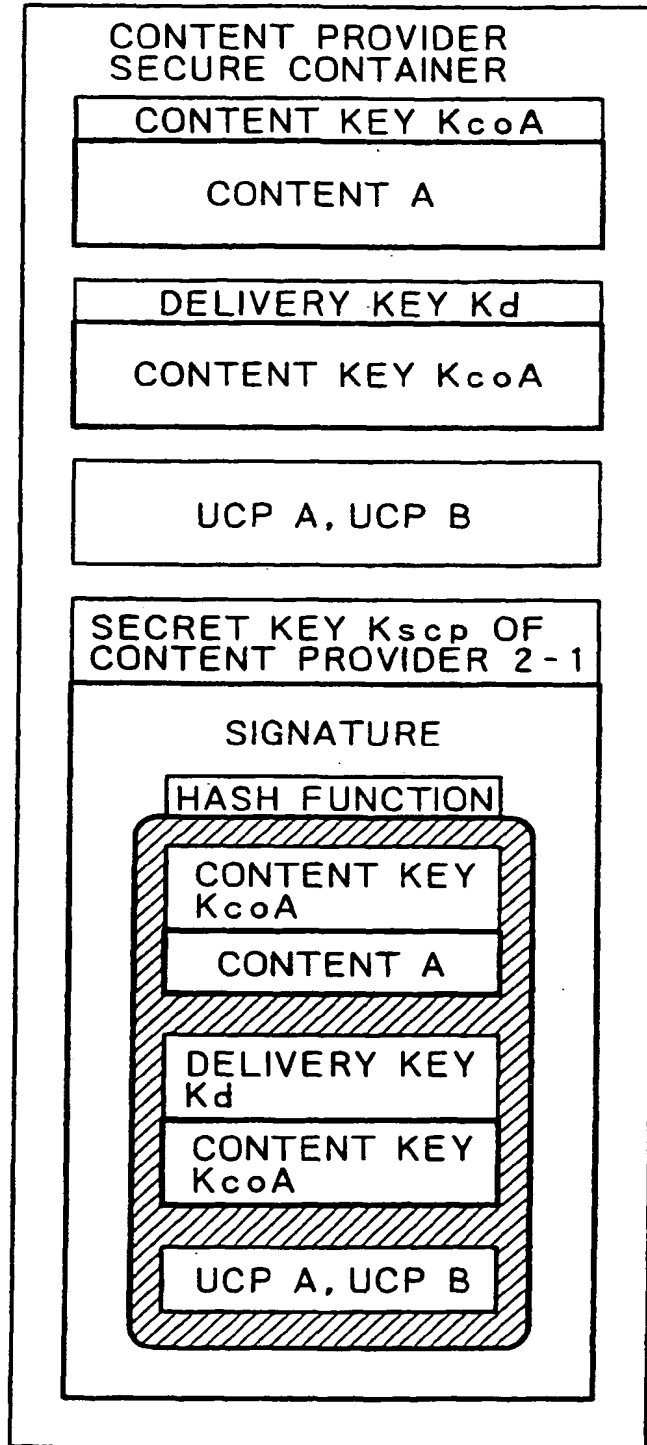 CONTENT PROVIDER
SECURE CONTAINER
CONTENT KEY KcoA
CONTENT A
DELIVERY KEY Kd
CONTENT KEY KcoA
UCP A, UCP B
SECRET KEY Kscp OF
CONTENT PROVIDER 2-1
SIGNATURE
HASH FUNCTION
CONTENT KEY
KcoA
CONTENT A
DELIVERY KEY
Kd
CONTENT KEY
KcoA
UCP A, UCP B